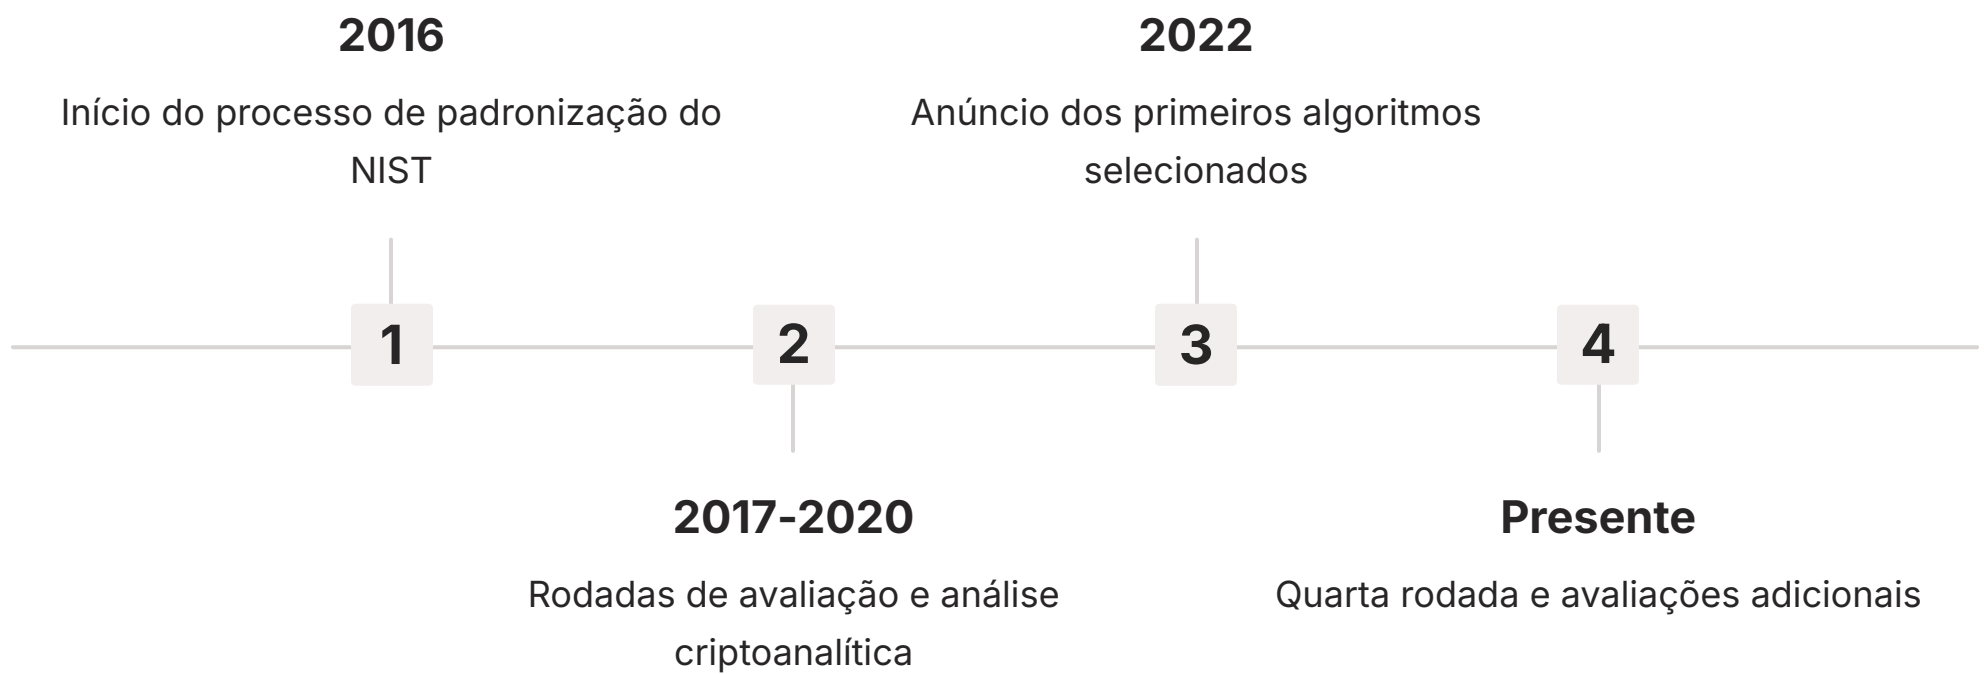 2016
Início do processo de padronização do
NIST
2022
Anúncio dos primeiros algoritmos
selecionados
1
2
3
4
2017-2020
Rodadas de avaliação e análise
criptoanalítica
Presente
Quarta rodada e avaliações adicionais